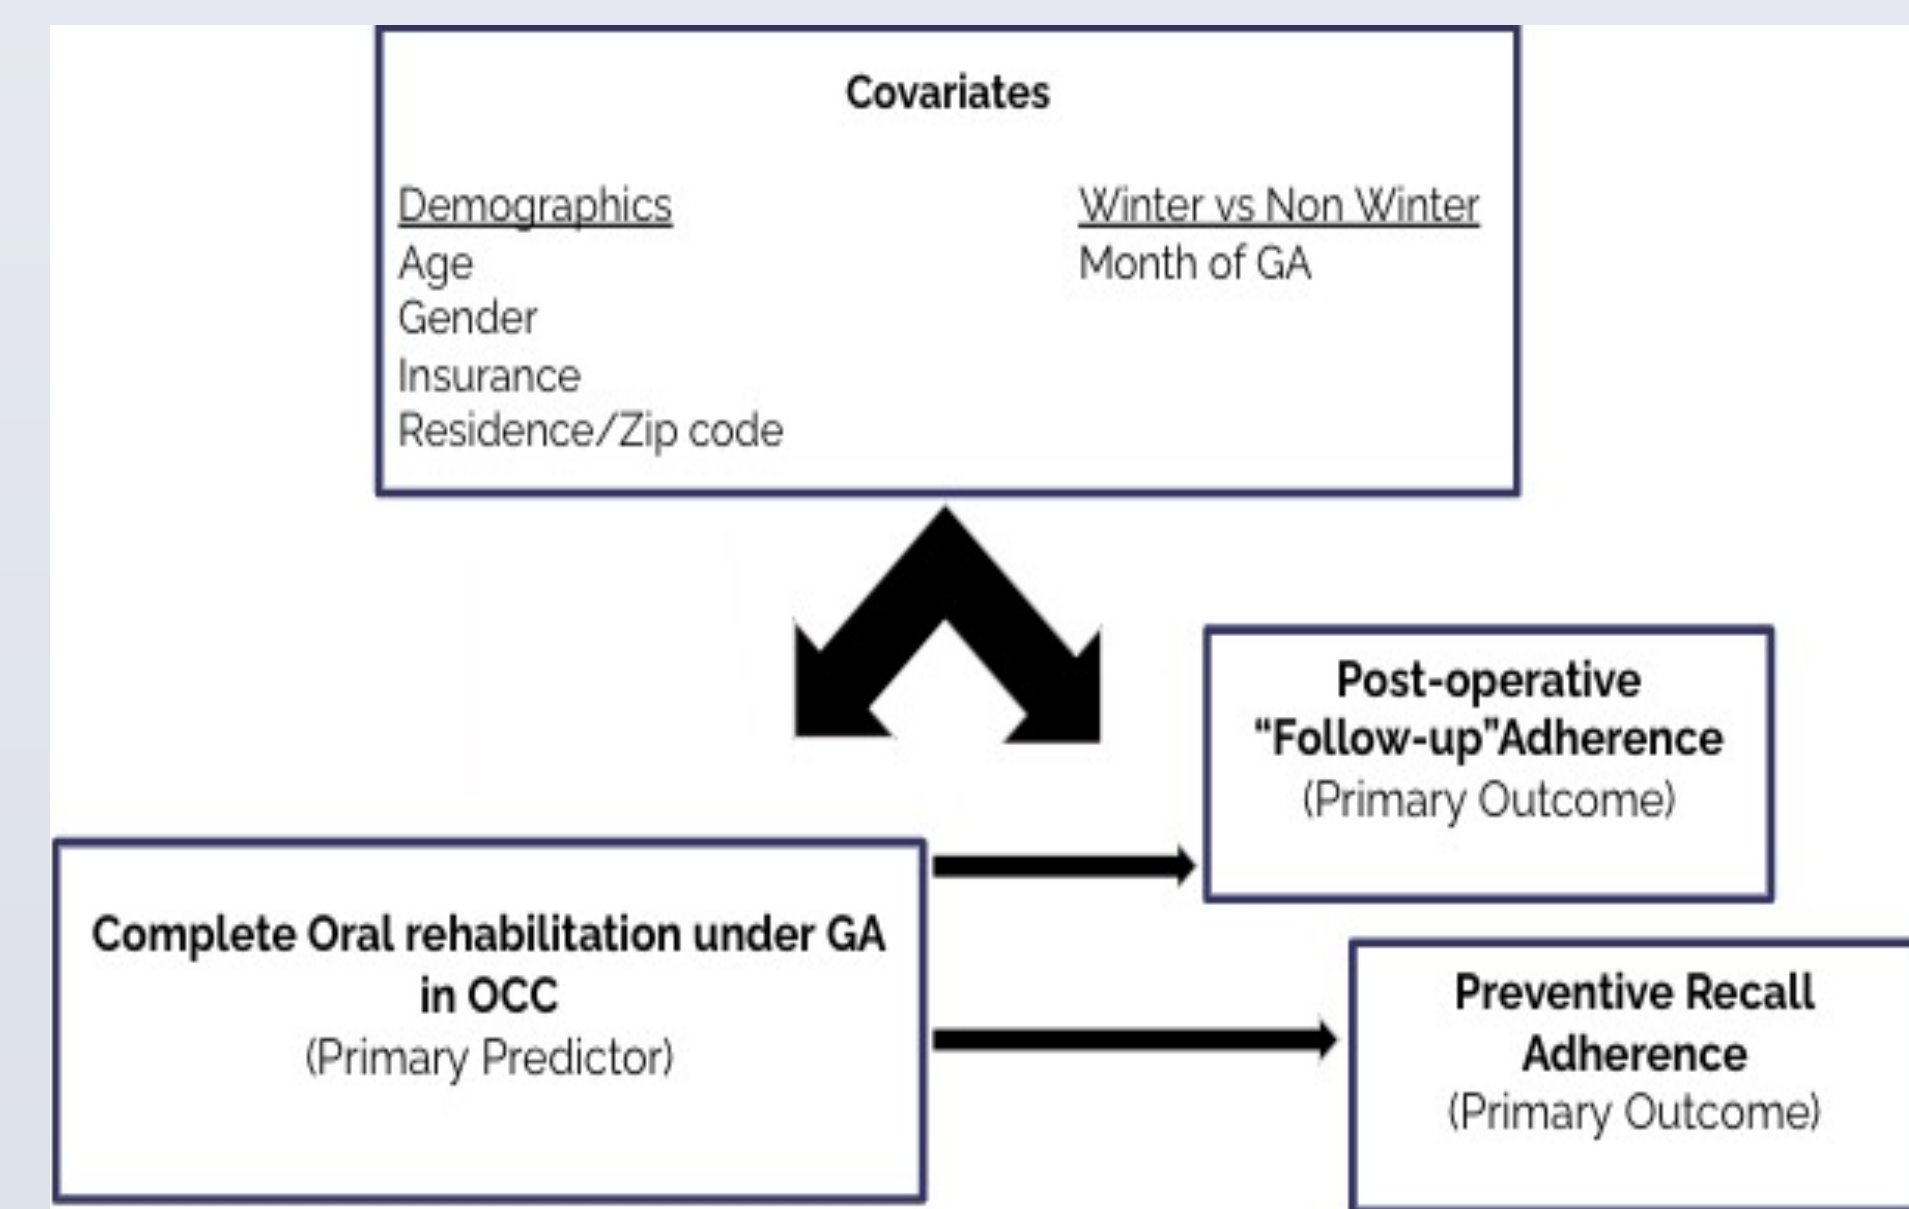 Covariates
Demographics
Age
Gender
Insurance
Residence/Zip code
Winter vs Non Winter
Month of GA
Post-operative
“Follow-up”Adherence
(Primary Outcome)
Complete Oral rehabilitation under GA
in OCC
(Primary Predictor)
Preventive Recall
Adherence
(Primary Outcome)